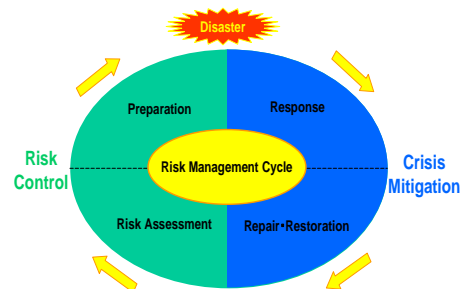 Disaster
Preparation
Response
Risk
Control
Risk Management Cycle
Crisis
Mitigation
Risk Assessment
Repair・Restoration